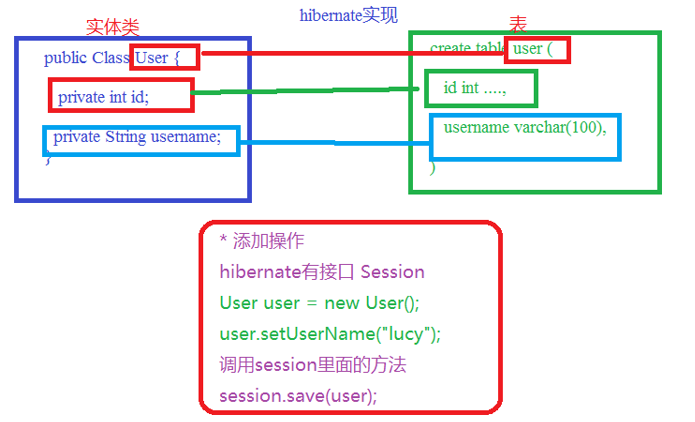 hibernate实现
实体类
表
public Class User {
private int id;
private String username;
}
create table user (
id int ....,
username varchar(100),
)
* 添加操作
hibernate有接口 Session
User user = new User();
user.setUserName("lucy");
调用session里面的方法
session.save(user);